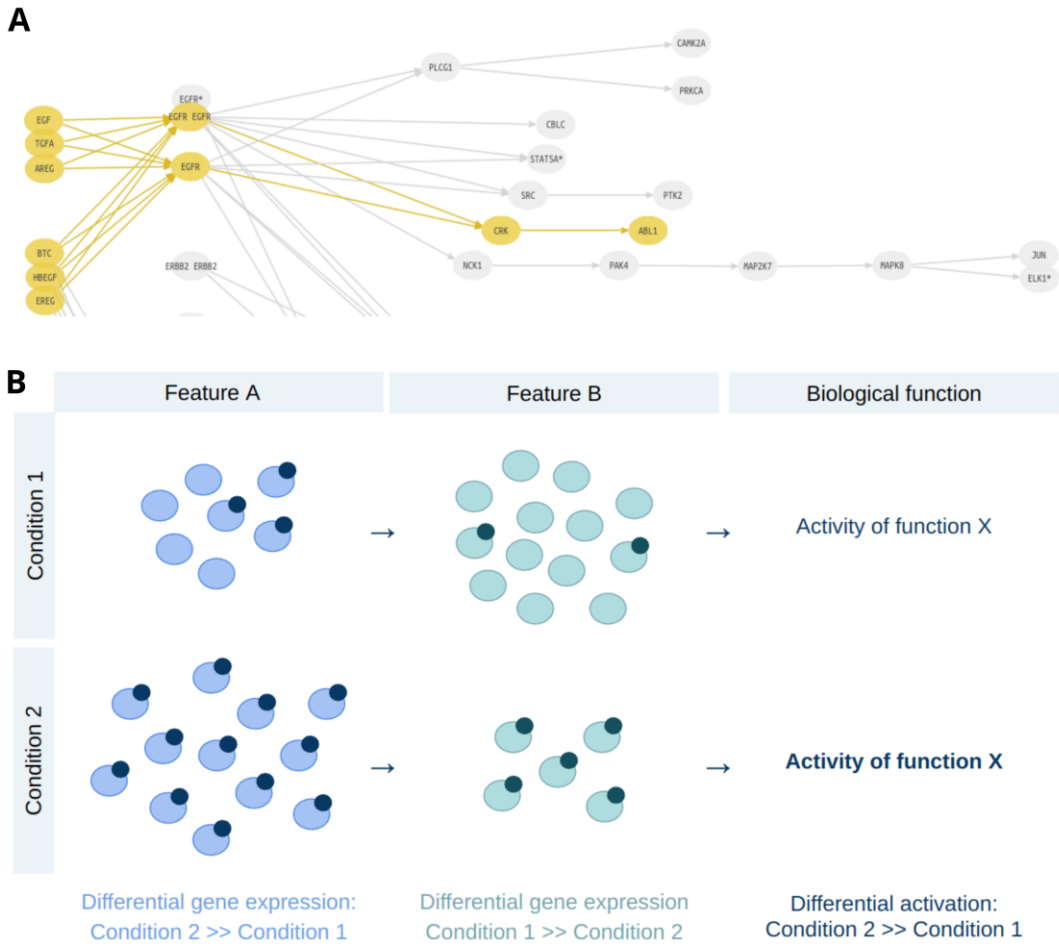 A
CAMK2A
PLCG1
PRKCA
EGFR*
EGF
EGFR EGFR
CBLC
TGFA
STAT5A*
AREG
EGFR
SRC
PTK2
CRK
ABL1
BTC
ERBB2 ERBB2
NCK1
PAK4
MAP2K7
MAPK8
JUN
HBEGF
ELK1*
EREG
B
Feature A
Feature B
Biological function
Condition 1
→
→
Activity of function X
Condition 2
→
→
Activity of function X
Differential gene expression:
Condition 2 >> Condition 1
Differential gene expression
Condition 1 >> Condition 2
Differential activation:
Condition 2 >> Condition 1